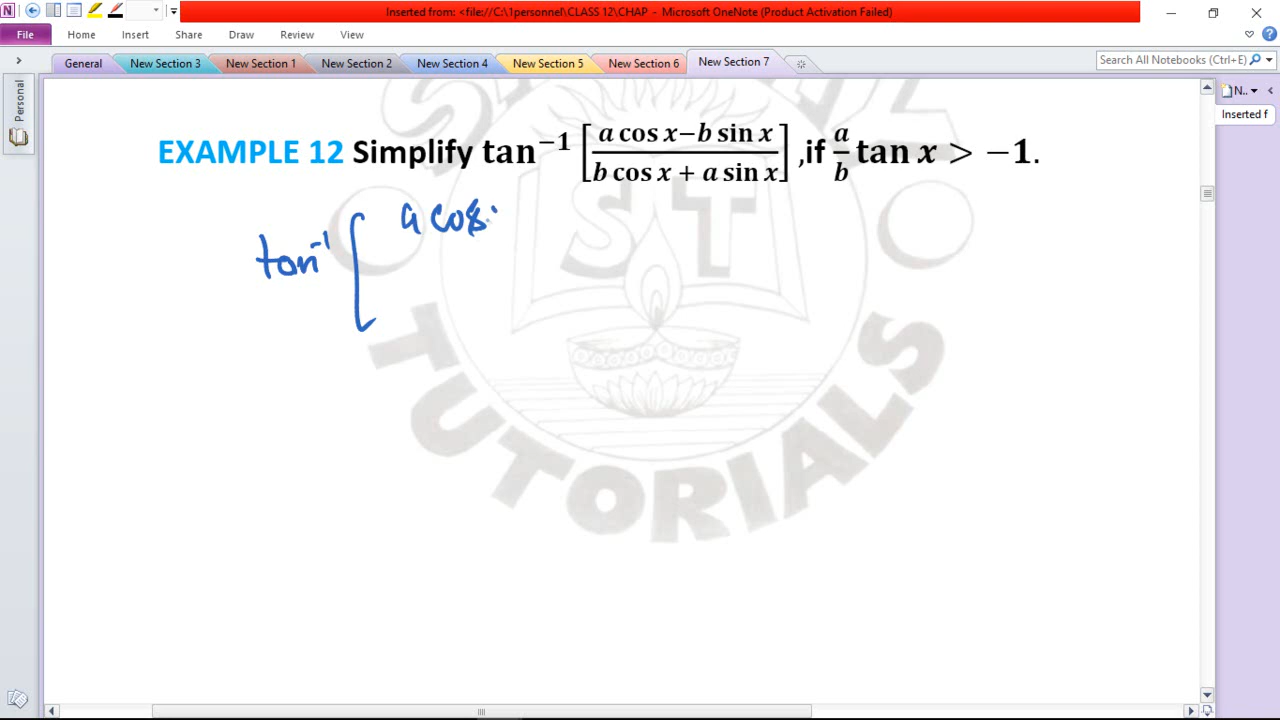 Inserted from: <file://C:\1personnel\CLASS 12\CHAP - Microsoft OneNote (Product Activation Failed)
File Home Insert Share Draw Review View
General New Section 3 New Section 1 New Section 2 New Section 4 New Section 5 New Section 6 New Section 7 Search All Notebooks (Ctrl+E)
Personal
N..
Inserted f
EXAMPLE 12 Simplify tan⁻¹ [(a cos x−b sin x)/(b cos x + a sin x)] ,if a/b tan x > −1.
tan⁻¹ [ a cos
ST
TUTORIALS